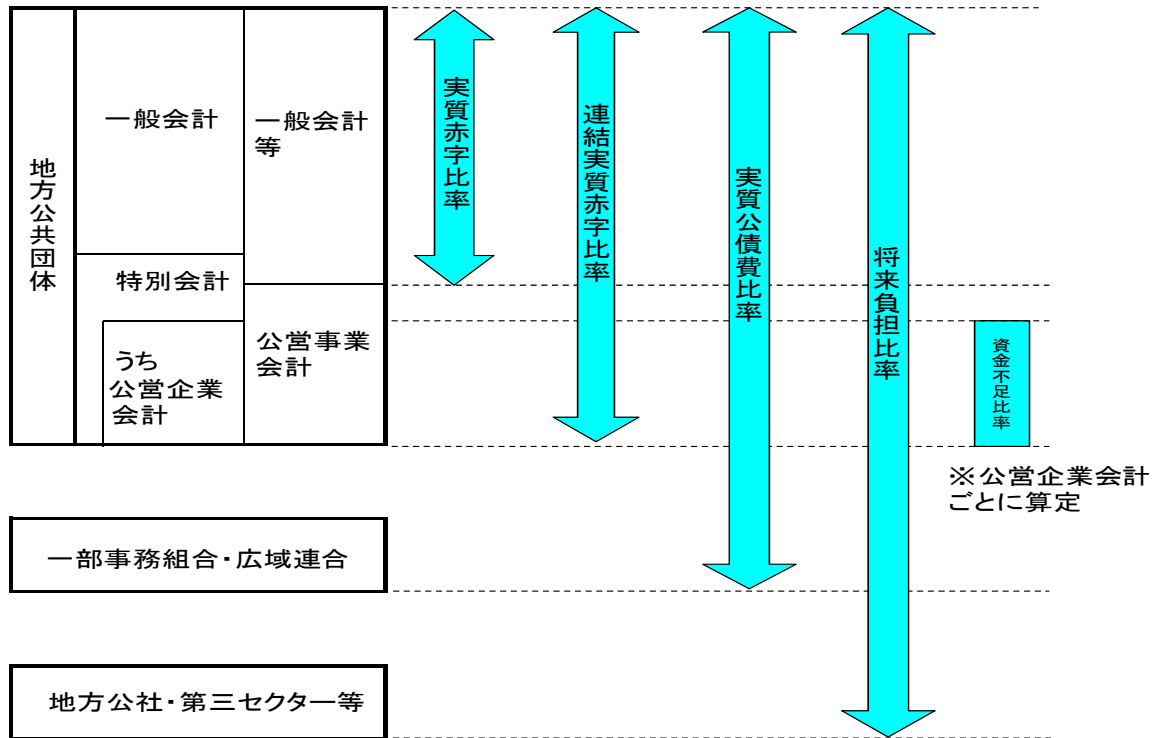 地方公共団体
一般会計
一般会計
等
特別会計
うち
公営企業
会計
公営事業
会計
実質赤字比率
連結実質赤字比率
実質公債費比率
将来負担比率
資金不足比率
※公営企業会計
ごとに算定
一部事務組合・広域連合
地方公社・第三セクター等